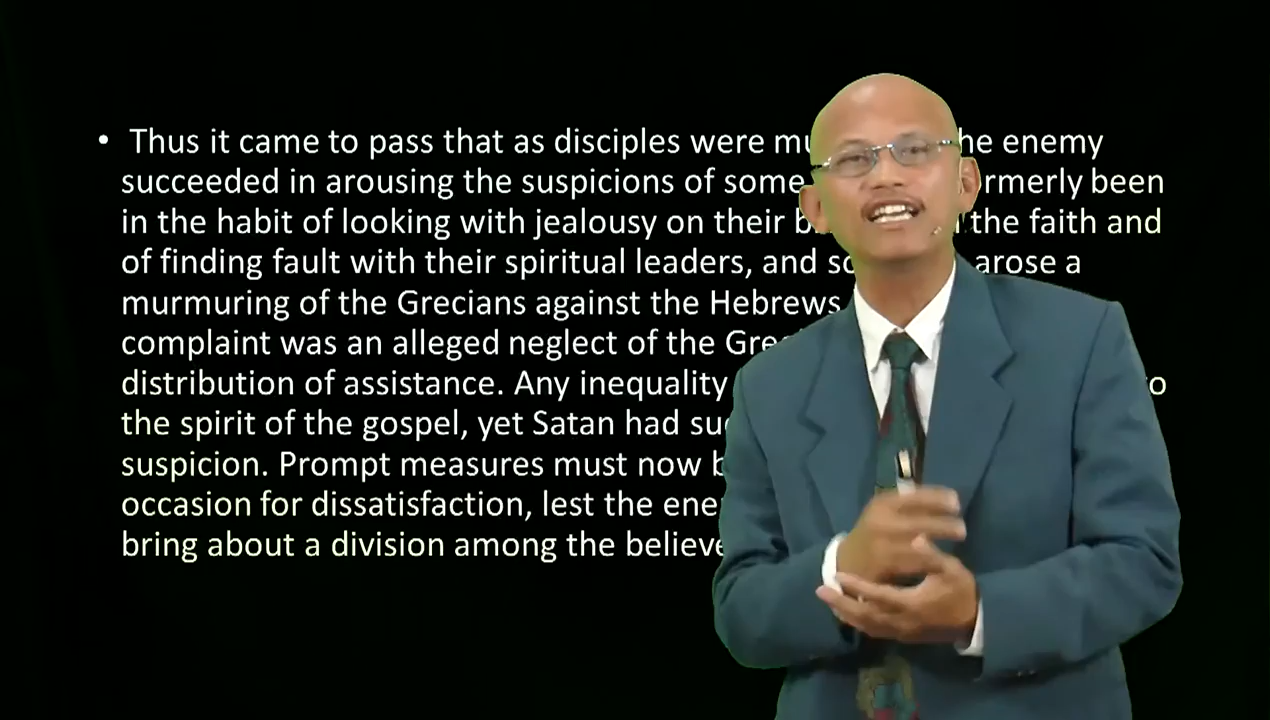 • Thus it came to pass that as disciples were he enemy
succeeded in arousing the suspicions of some been
in the habit of looking with jealousy on their the faith and
of finding fault with their spiritual leaders, and arose a
murmuring of the Grecians against the Hebrews
complaint was an alleged neglect of the
distribution of assistance. Any inequality
the spirit of the gospel, yet Satan had
suspicion. Prompt measures must now
occasion for dissatisfaction, lest the
bring about a division among the